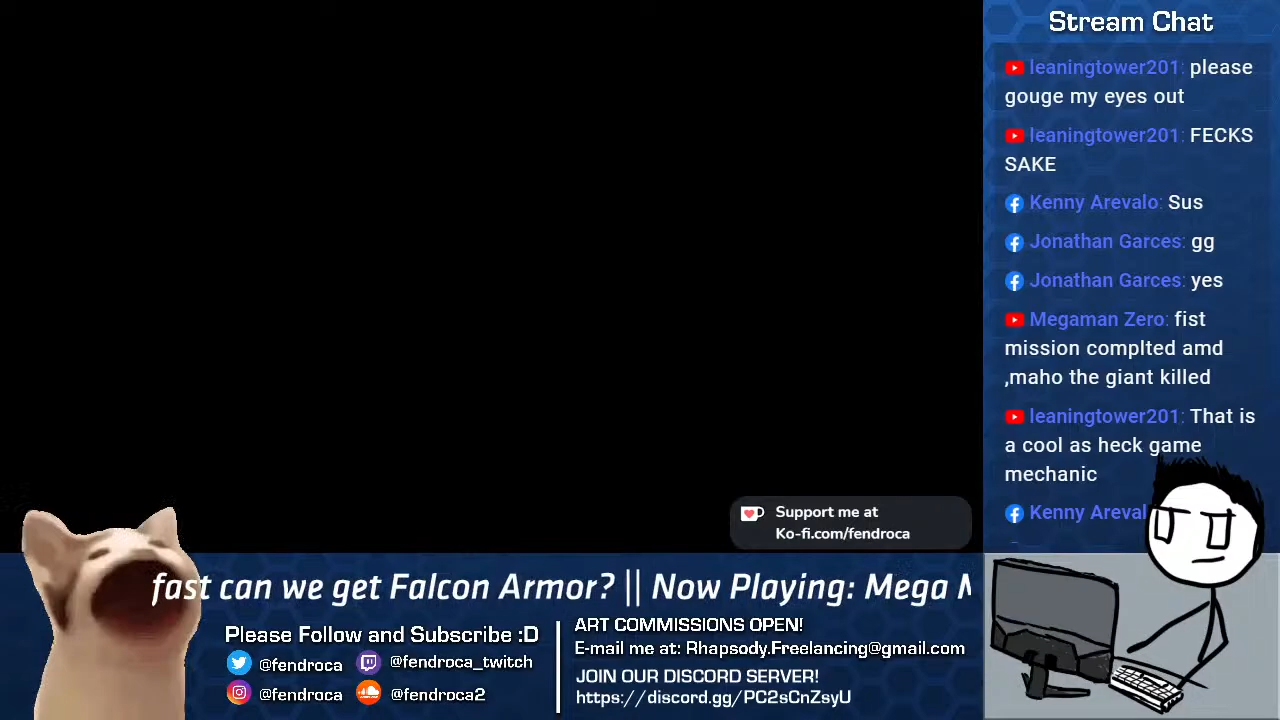 Stream Chat
leaningtower201: please
gouge my eyes out
leaningtower201: FECKS
SAKE
Kenny Arevalo: Sus
Jonathan Garces: gg
Jonathan Garces: yes
Megaman Zero: fist
mission complted amd
,maho the giant killed
leaningtower201: That is
a cool as heck game
mechanic
Kenny Areval
Support me at
Ko-fi.com/fendroca
fast can we get Falcon Armor? || Now Playing: Mega M
Please Follow and Subscribe :D
@fendroca @fendroca_twitch
@fendroca @fendroca2
ART COMMISSIONS OPEN!
E-mail me at: Rhapsody.Freelancing@gmail.com
JOIN OUR DISCORD SERVER!
https://discord.gg/PC2sCnZsyU